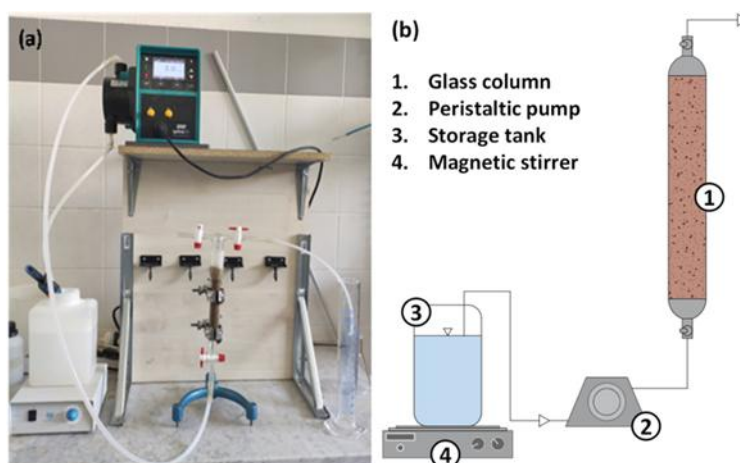 (a)
(b)
1. Glass column
2. Peristaltic pump
3. Storage tank
4. Magnetic stirrer
1
3
2
4